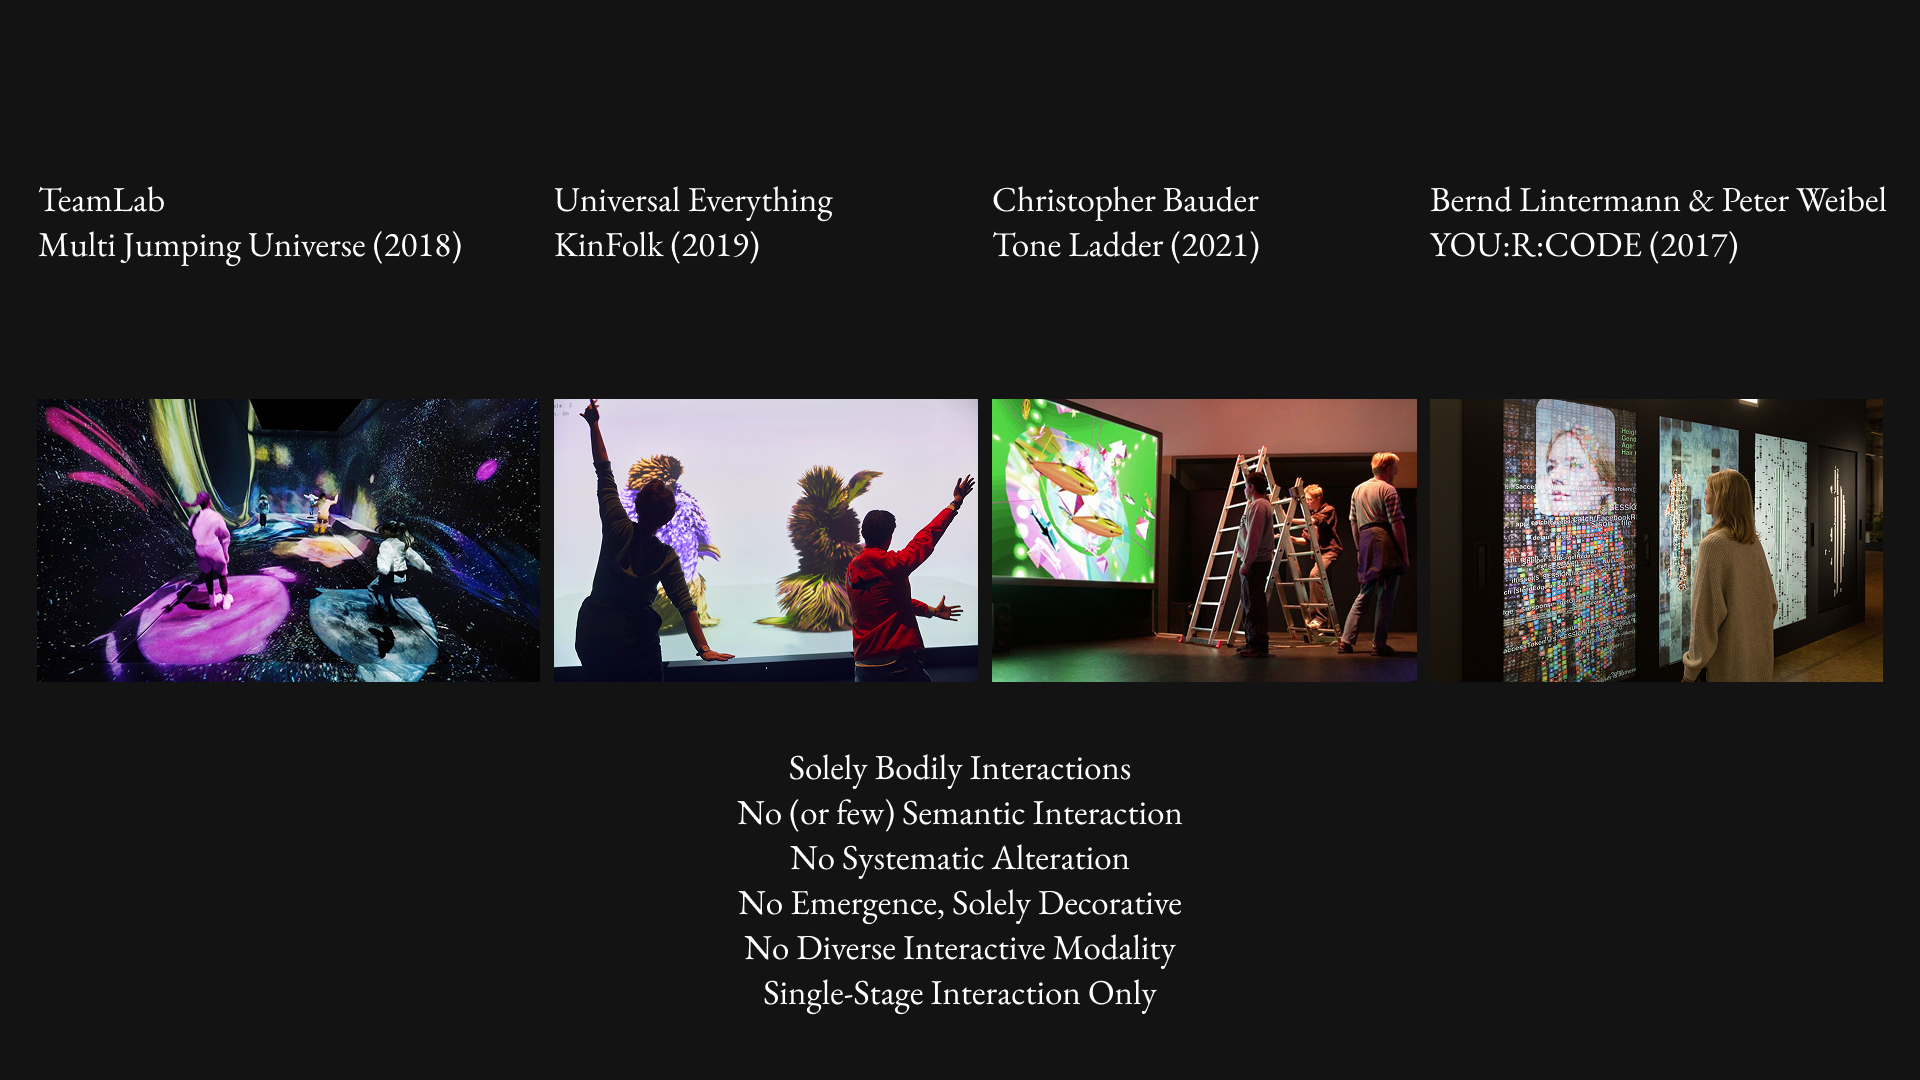 TeamLab
Multi Jumping Universe (2018)
Universal Everything
KinFolk (2019)
Christopher Bauder
Tone Ladder (2021)
Bernd Lintermann & Peter Weibel
YOU:R:CODE (2017)
Solely Bodily Interactions
No (or few) Semantic Interaction
No Systematic Alteration
No Emergence, Solely Decorative
No Diverse Interactive Modality
Single-Stage Interaction Only